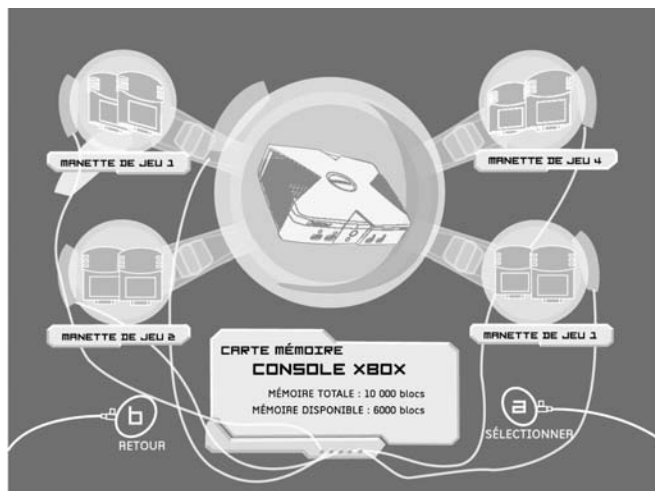 MANETTE DE JEU 1
MANETTE DE JEU 4
MANETTE DE JEU 2
MANETTE DE JEU 1
CARTE MÉMOIRE
CONSOLE XBOX
MÉMOIRE TOTALE : 10 000 blocs
MÉMOIRE DISPONIBLE : 6000 blocs
b
RETOUR
a
SÉLECTIONNER